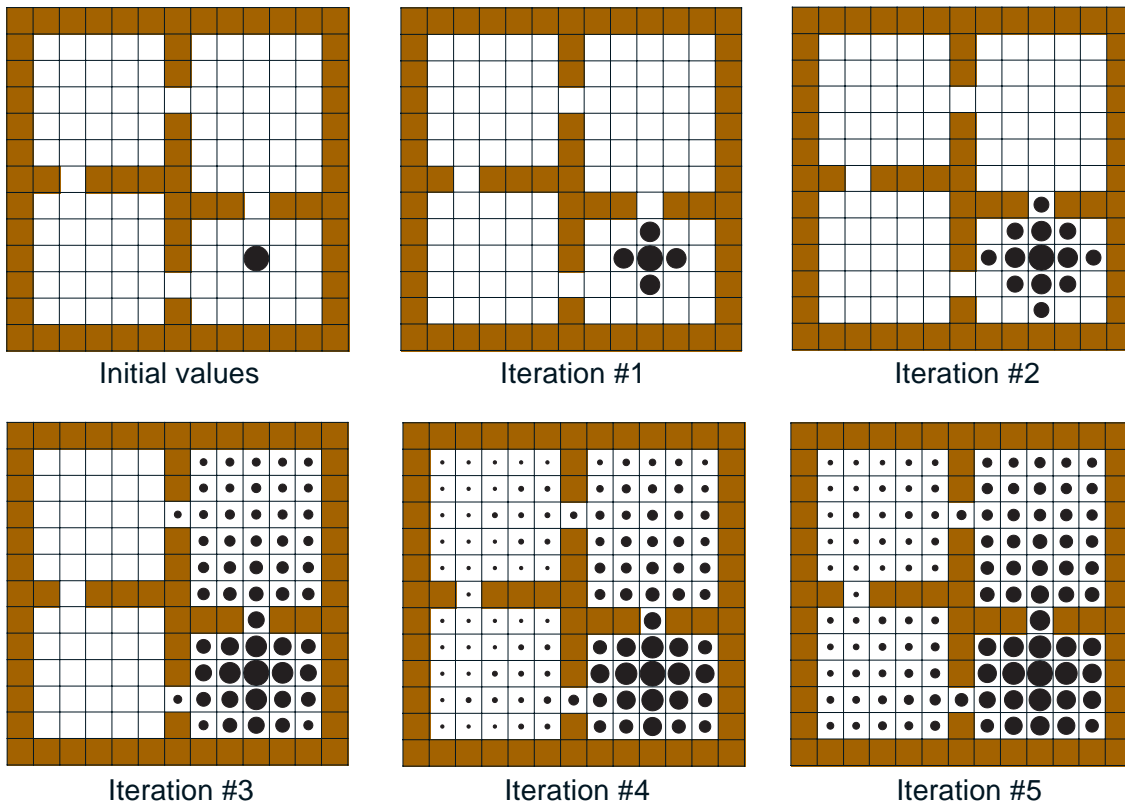 Initial values
Iteration #1
Iteration #2
Iteration #3
Iteration #4
Iteration #5